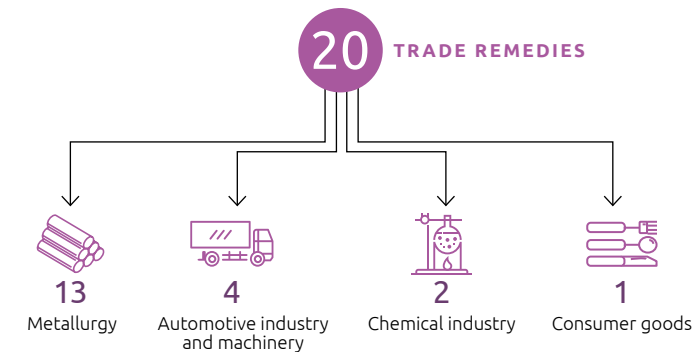 20 TRADE REMEDIES
13
Metallurgy
4
Automotive industry
and machinery
2
Chemical industry
1
Consumer goods